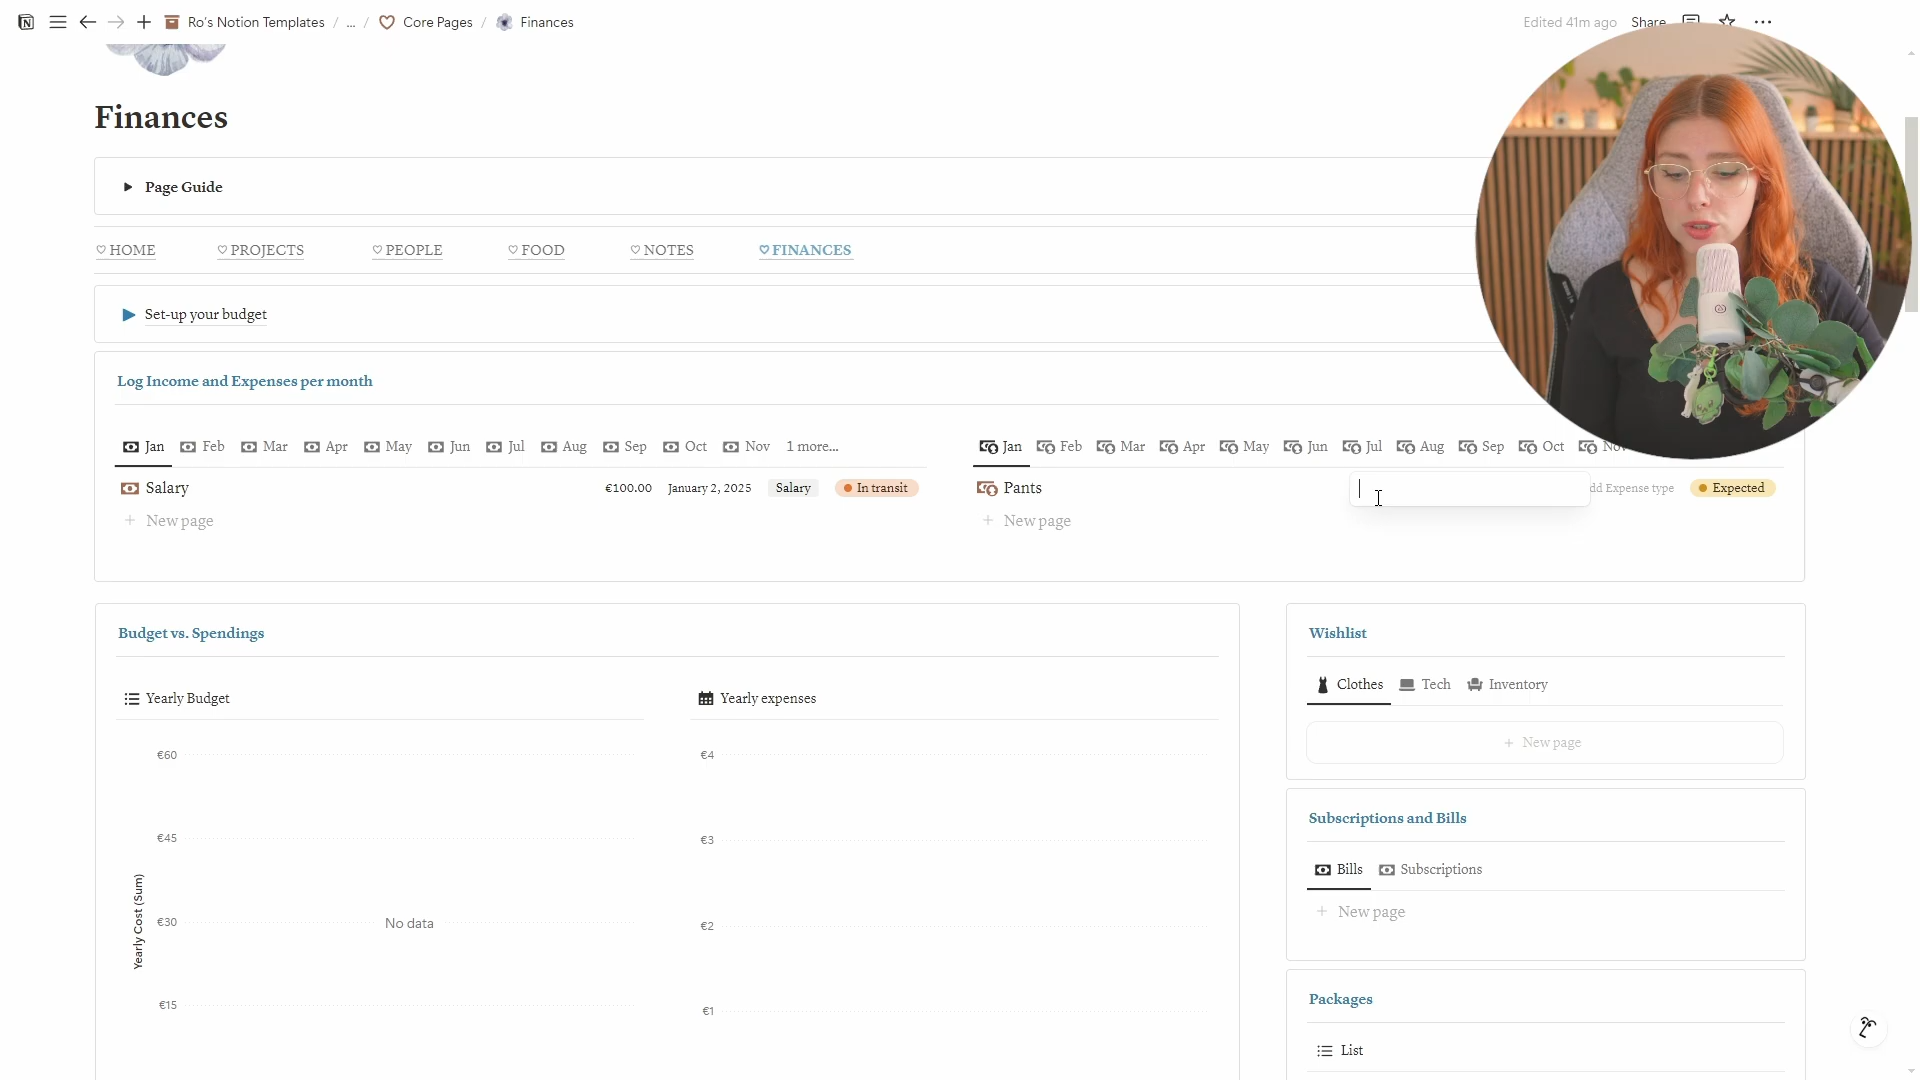 Ro's Notion Templates / ... / Core Pages / Finances
Edited 41m ago Share
Finances
Page Guide
HOME PROJECTS PEOPLE FOOD NOTES FINANCES
Set-up your budget
Log Income and Expenses per month
Jan Feb Mar Apr May Jun Jul Aug Sep Oct Nov 1 more...
Salary €100.00 January 2, 2025 Salary In transit
+ New page
Jan Feb Mar Apr May Jun Jul Aug Sep Oct
Pants Expense type Expected
+ New page
Budget vs. Spendings
Yearly Budget
€60
€45
€30
€15
Yearly Cost (Sum)
No data
Yearly expenses
€4
€3
€2
€1
Wishlist
Clothes Tech Inventory
+ New page
Subscriptions and Bills
Bills Subscriptions
+ New page
Packages
List